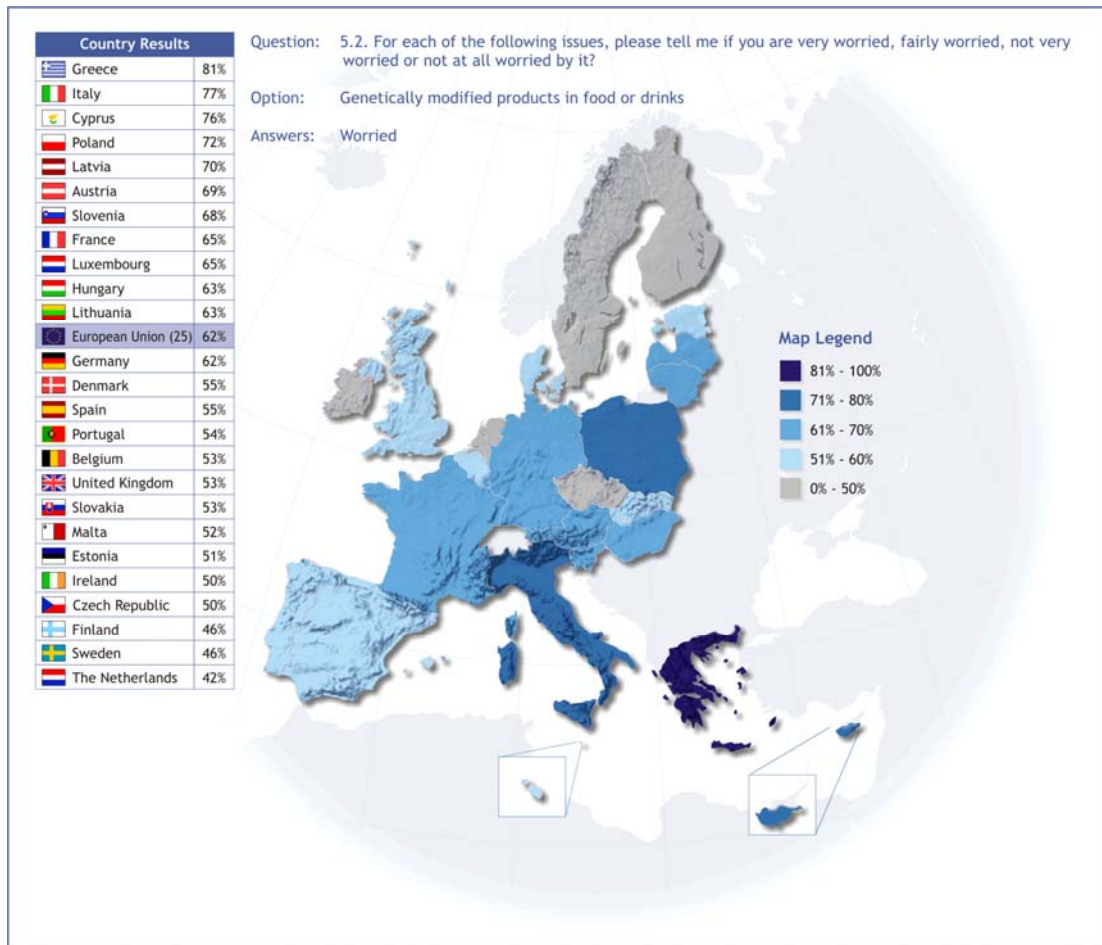 Country Results
Greece 81%
Italy 77%
Cyprus 76%
Poland 72%
Latvia 70%
Austria 69%
Slovenia 68%
France 65%
Luxembourg 65%
Hungary 63%
Lithuania 63%
European Union (25) 62%
Germany 62%
Denmark 55%
Spain 55%
Portugal 54%
Belgium 53%
United Kingdom 53%
Slovakia 53%
Malta 52%
Estonia 51%
Ireland 50%
Czech Republic 50%
Finland 46%
Sweden 46%
The Netherlands 42%
Question: 5.2. For each of the following issues, please tell me if you are very worried, fairly worried, not very
worried or not at all worried by it?
Option: Genetically modified products in food or drinks
Answers: Worried
Map Legend
81% - 100%
71% - 80%
61% - 70%
51% - 60%
0% - 50%